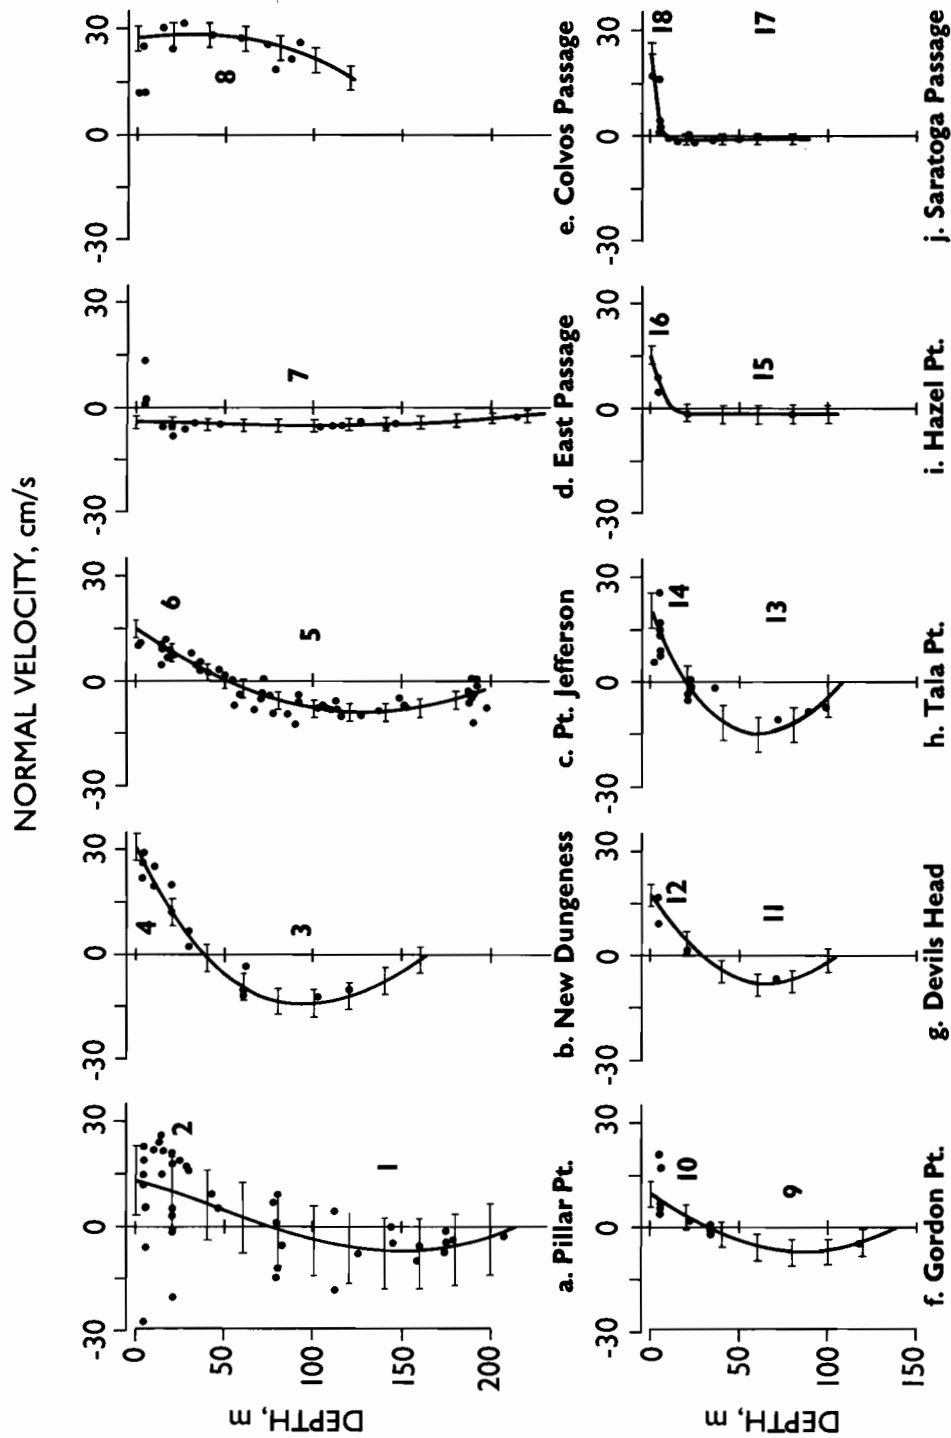 NORMAL VELOCITY, cm/s
-30 0 30
-30 0 30
-30 0 30
-30 0 30
-30 0 30
DEPTH, m
0
50
100
150
200
2
1
4
3
6
5
7
8
a. Pillar Pt.
b. New Dungeness
c. Pt. Jefferson
d. East Passage
e. Colvos Passage
-30 0 30
-30 0 30
-30 0 30
-30 0 30
-30 0 30
DEPTH, m
0
50
100
150
10
9
12
11
14
13
16
15
18
17
f. Gordon Pt.
g. Devils Head
h. Tala Pt.
i. Hazel Pt.
j. Saratoga Passage